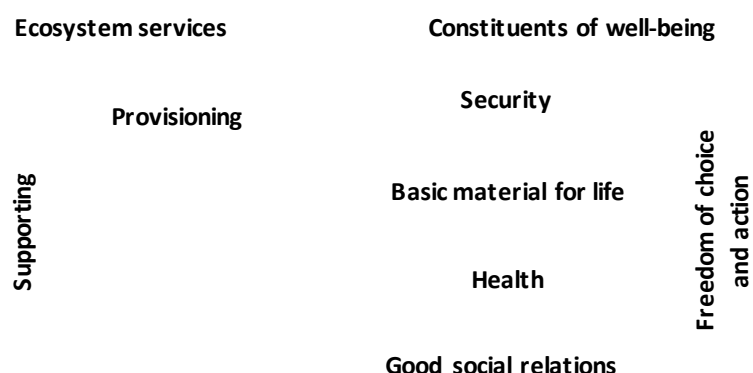 Ecosystem services
Constituents of well-being
Supporting
Provisioning
Security
Basic material for life
Health
Good social relations
Freedom of choice
and action